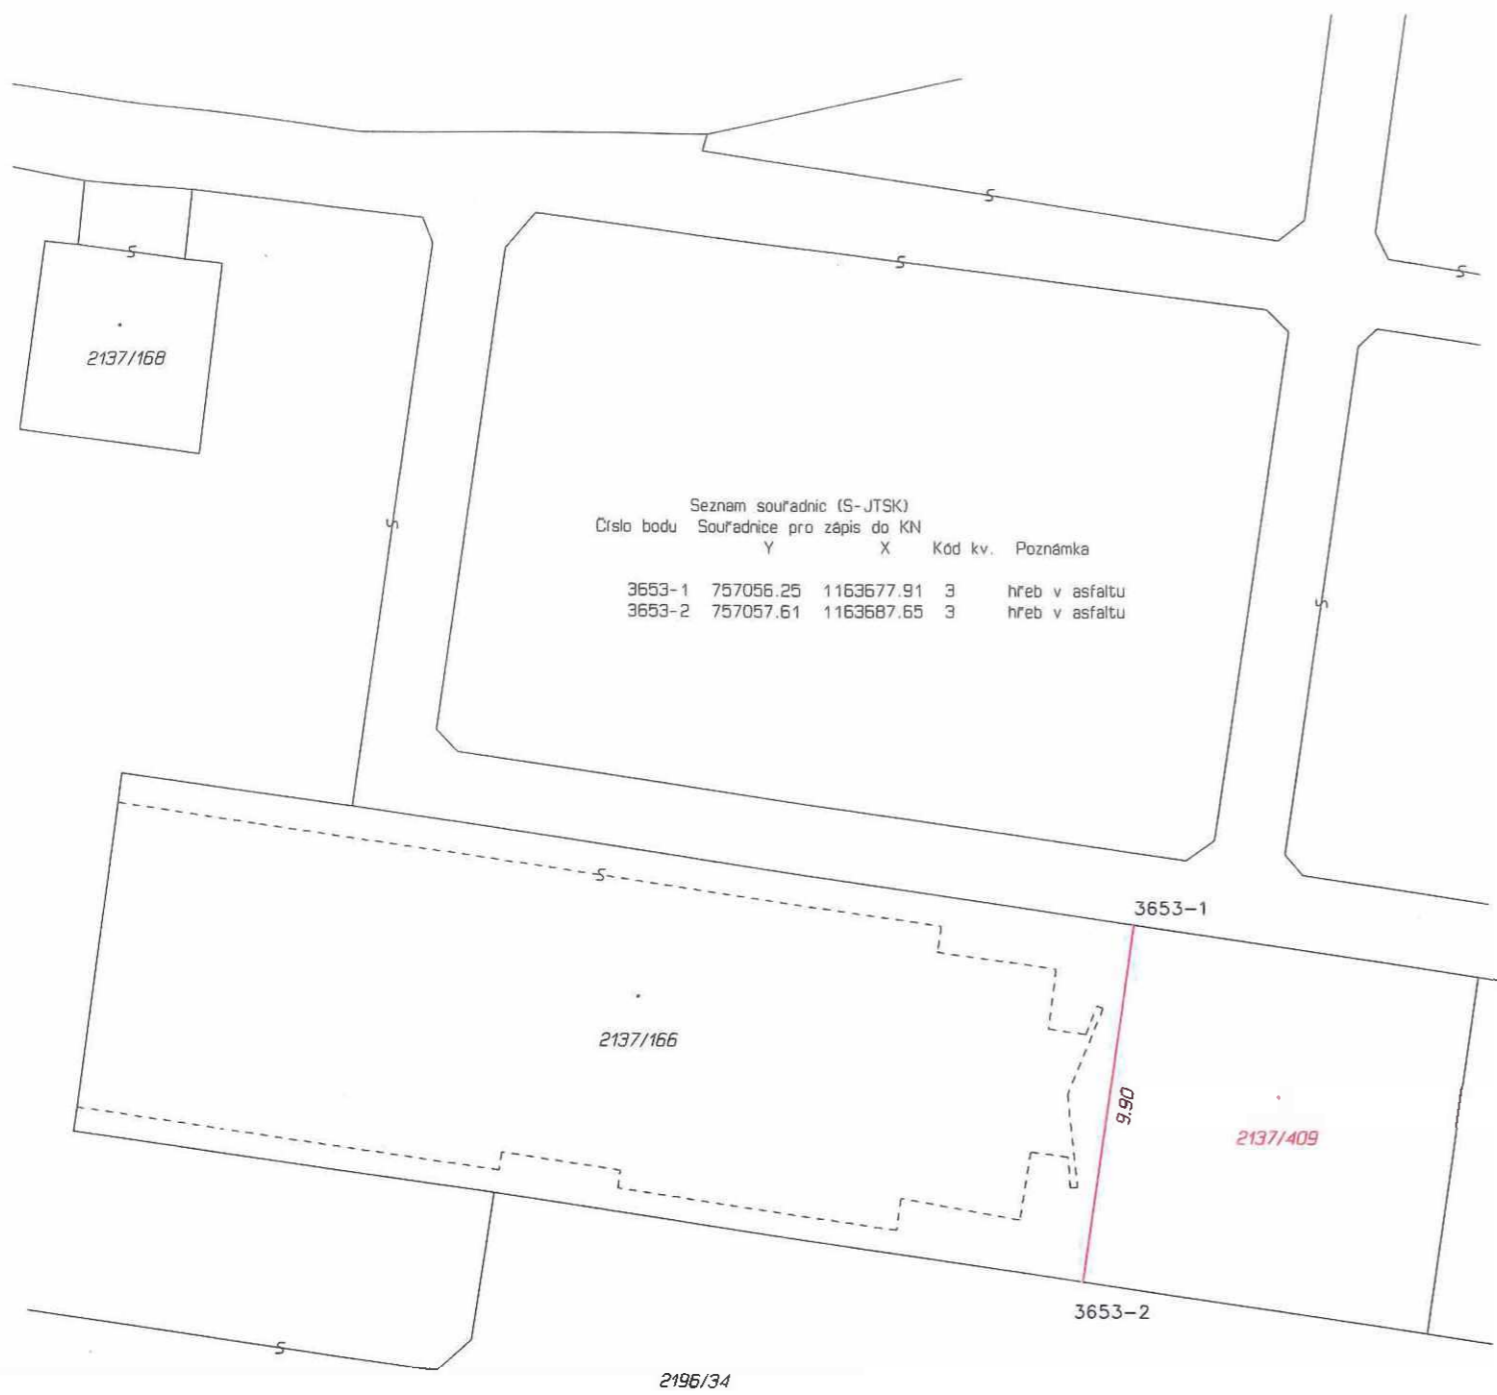 2137/168
Seznam souřadnic (S-JTSK)
Číslo bodu Souřadnice pro zápis do KN
Y X Kód kv. Poznámka
3653-1 757056.25 1163677.91 3 hřeb v asfaltu
3653-2 757057.61 1163687.65 3 hřeb v asfaltu
3653-1
2137/166
9.90
2137/409
3653-2
2196/34